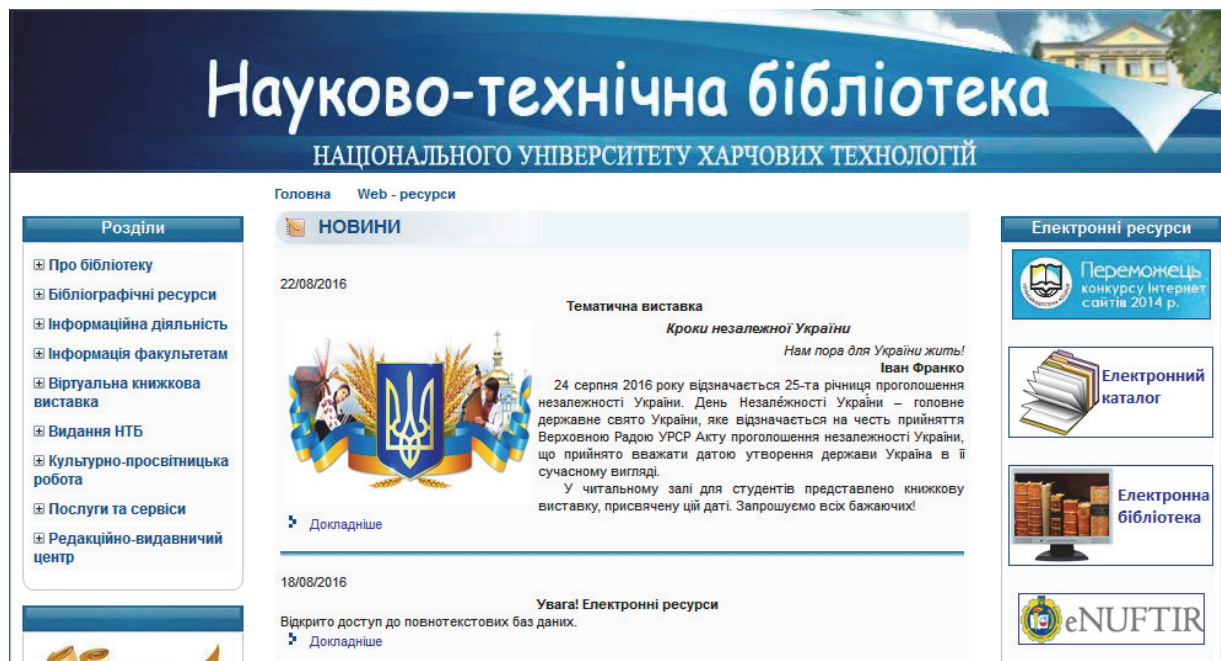 Науково-технічна бібліотека
НАЦІОНАЛЬНОГО УНІВЕРСИТЕТУ ХАРЧОВИХ ТЕХНОЛОГІЙ
Головна Web - ресурси
Розділи
Про бібліотеку
Бібліографічні ресурси
Інформаційна діяльність
Інформація факультетам
Віртуальна книжкова
виставка
Видання НТБ
Культурно-просвітницька
робота
Послуги та сервіси
Редакційно-видавничий
центр
НОВИНИ
22/08/2016
Тематична виставка
Кроки незалежної України
Нам пора для України жить!
Іван Франко
24 серпня 2016 року відзначається 25-та річниця проголошення
незалежності України. День Незале́жності України – головне
державне свято України, яке відзначається на честь прийняття
Верховною Радою УРСР Акту проголошення незалежності України,
що прийнято вважати датою утворення держави Україна в її
сучасному вигляді.
У читальному залі для студентів представлено книжкову
виставку, присвячену цій даті. Запрошуємо всіх бажаючих!
Докладніше
18/08/2016
Увага! Електронні ресурси
Відкрито доступ до повнотекстових баз даних.
Докладніше
Електронні ресурси
Переможець
конкурсу Інтернет
сайтів 2014 р.
Електронний
каталог
Електронна
бібліотека
eNUFTIR